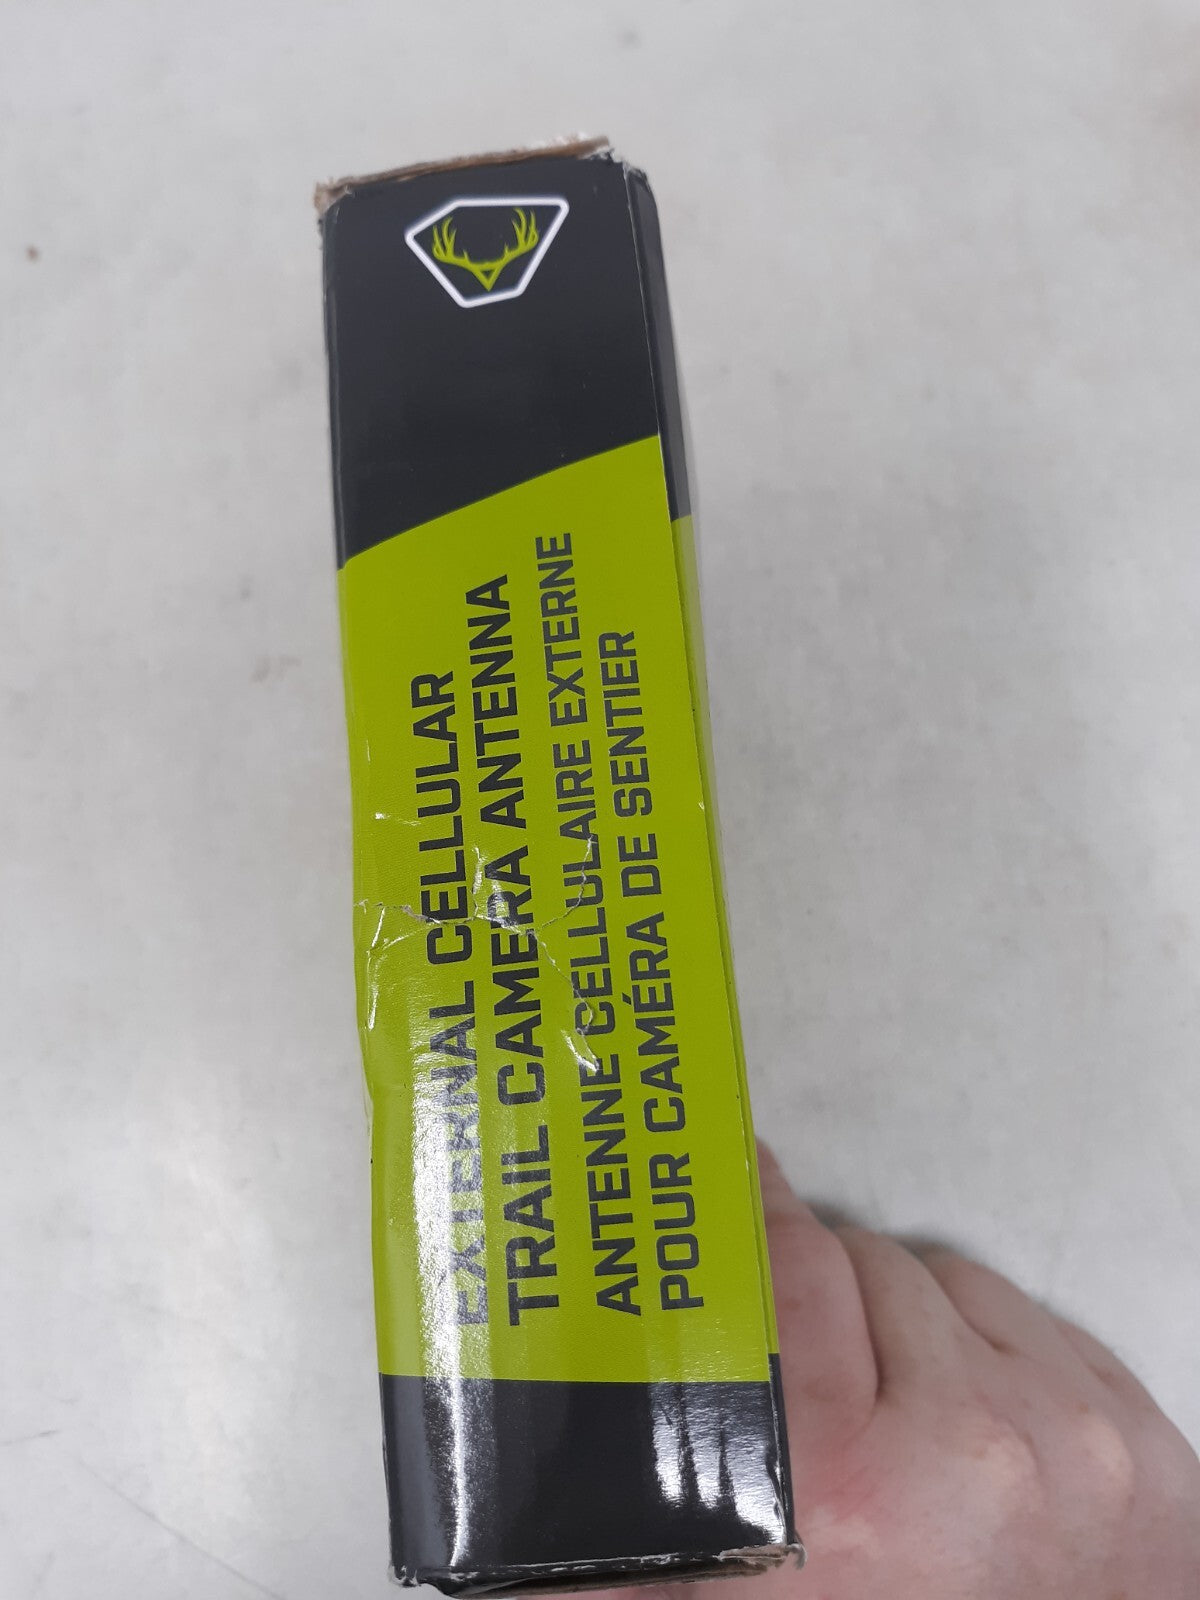 EXTERNAL CELLULAR
TRAIL CAMERA ANTENNA
ANTENNE CELLULAIRE EXTERNE
POUR CAMÉRA DE SENTIER